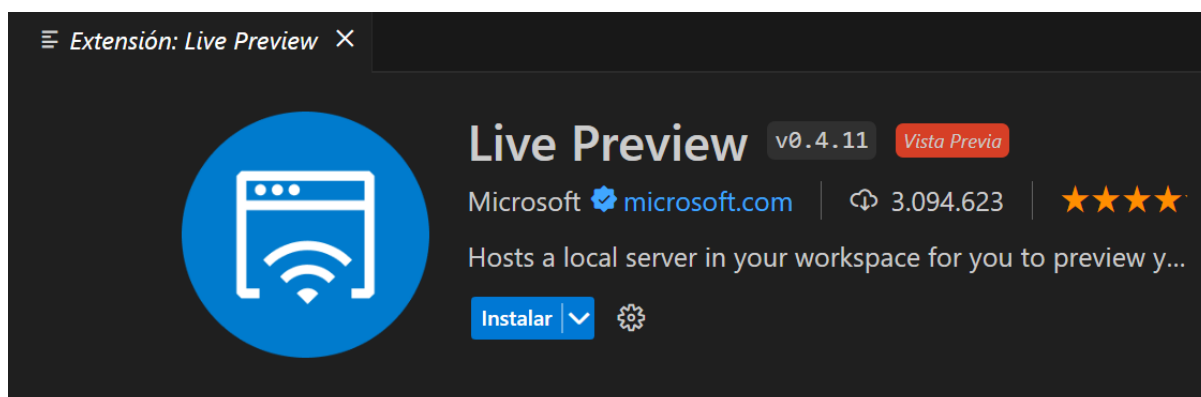 Extensión: Live Preview
Live Preview v0.4.11 Vista Previa
Microsoft microsoft.com 3.094.623
Hosts a local server in your workspace for you to preview y...
Instalar